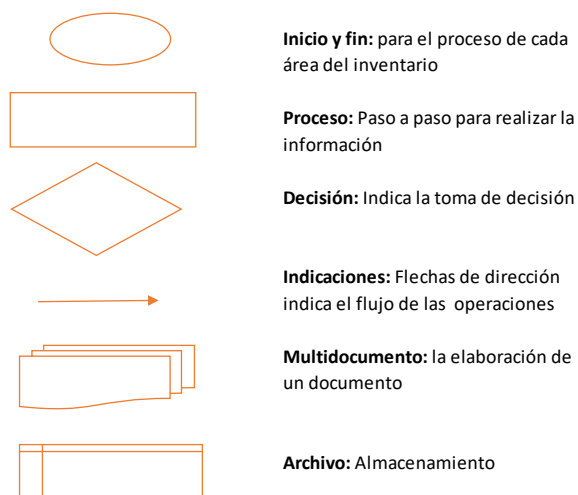 Inicio y fin: para el proceso de cada
área del inventario
Proceso: Paso a paso para realizar la
información
Decisión: Indica la toma de decisión
Indicaciones: Flechas de dirección
indica el flujo de las operaciones
Multidocumento: la elaboración de
un documento
Archivo: Almacenamiento